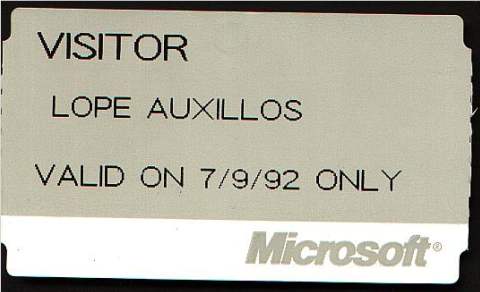 VISITOR
LOPE AUXILLOS
VALID ON 7/9/92 ONLY
Microsoft®